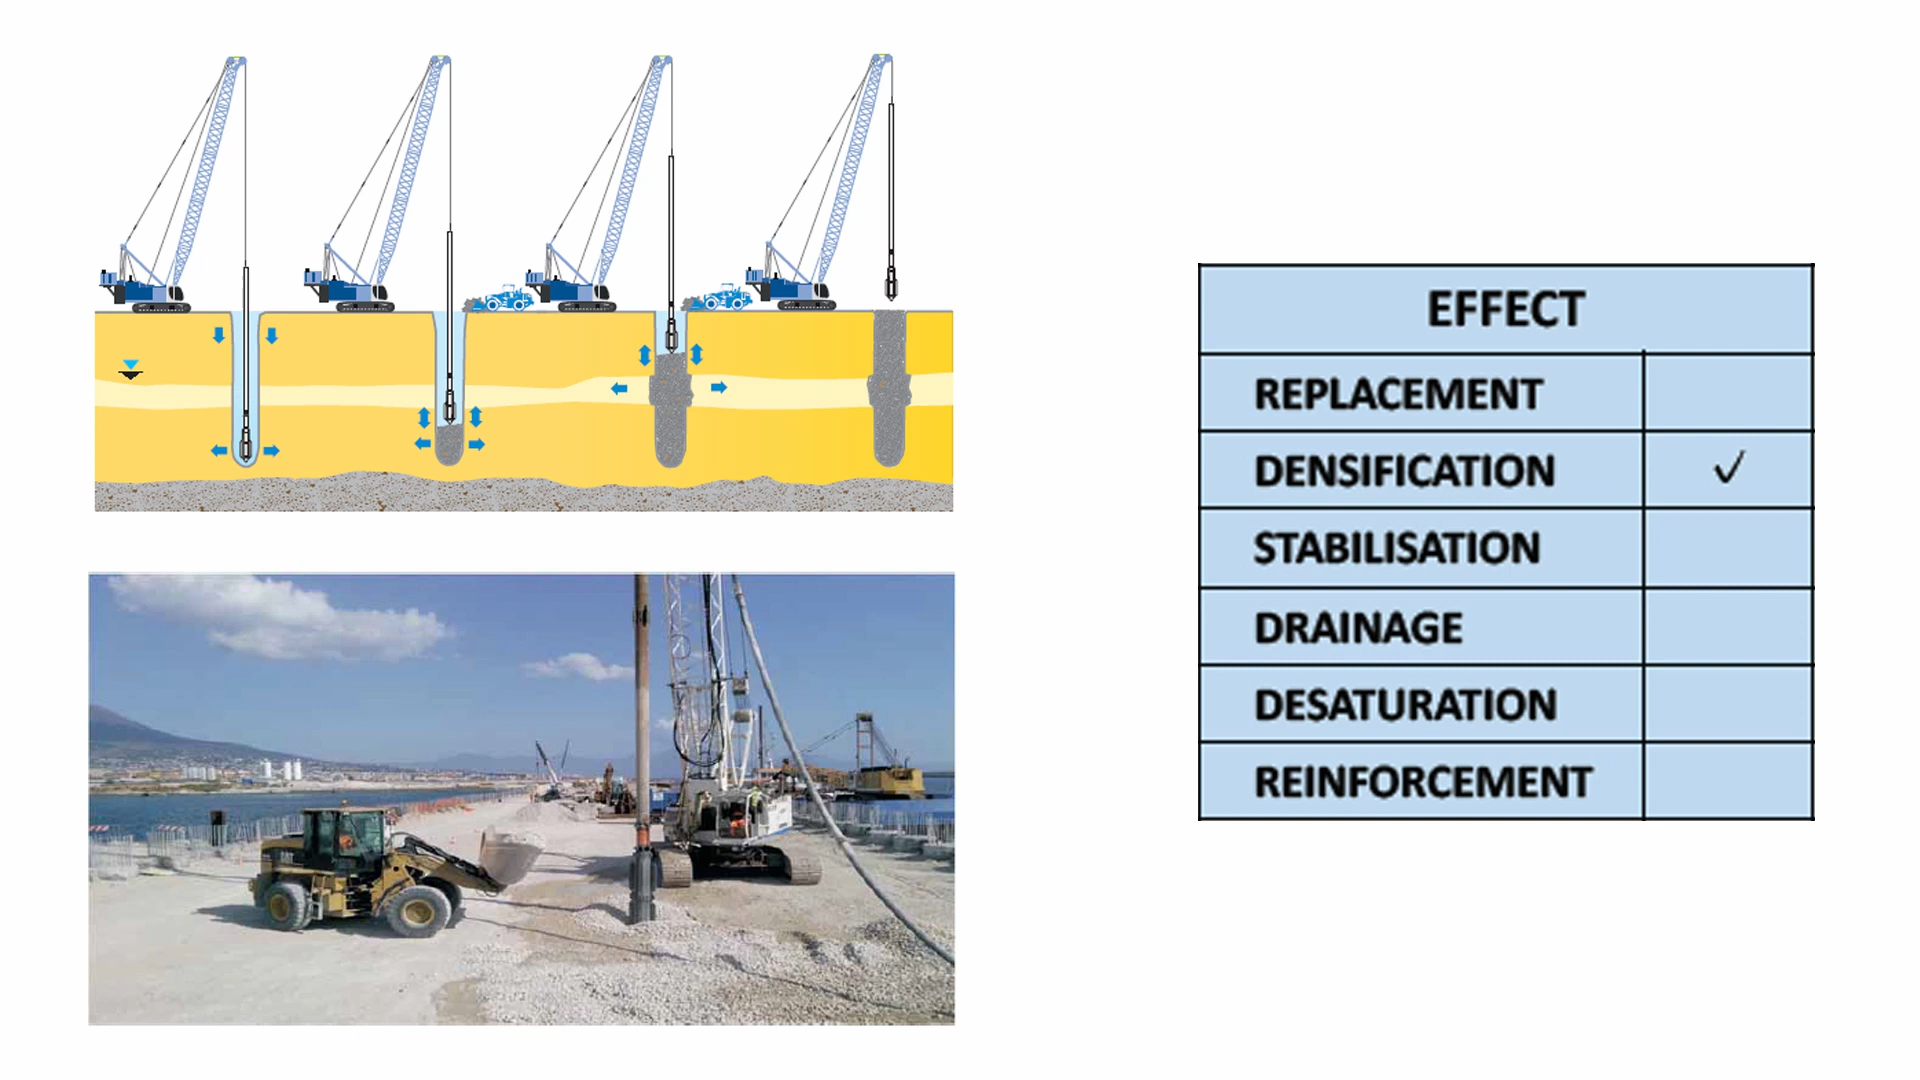 EFFECT
REPLACEMENT
DENSIFICATION ✓
STABILISATION
DRAINAGE
DESATURATION
REINFORCEMENT